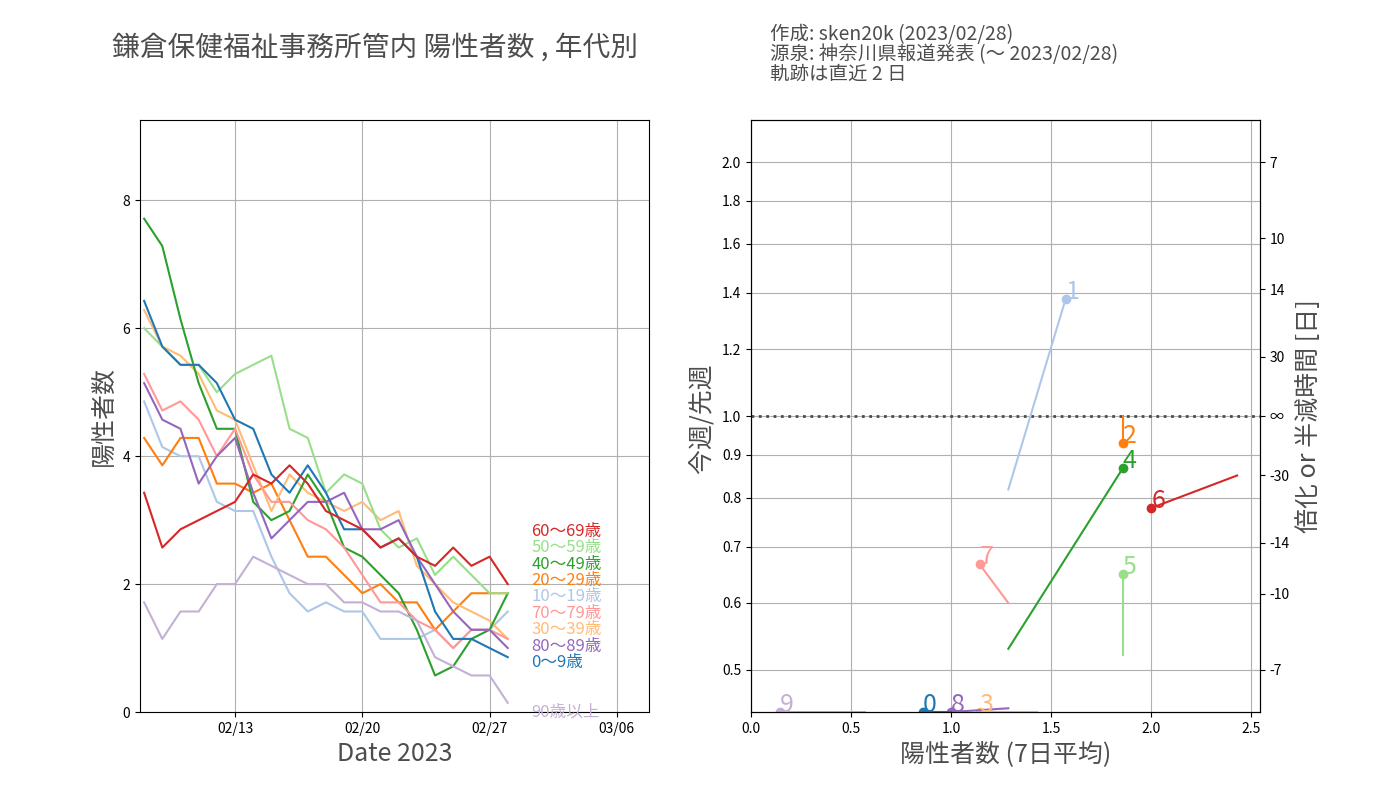 鎌倉保健福祉事務所管内 陽性者数 , 年代別
作成: sken20k (2023/02/28)
源泉: 神奈川県報道発表 (〜 2023/02/28)
軌跡は直近 2 日
陽性者数
8
6
4
2
0
02/13
02/20
02/27
03/06
Date 2023
60〜69歳
50〜59歳
40〜49歳
20〜29歳
10〜19歳
70〜79歳
30〜39歳
80〜89歳
0〜9歳
90歳以上
今週/先週
2.0
1.8
1.6
1.4
1.2
1.0
0.9
0.8
0.7
0.6
0.5
1
2
4
6
7
5
9
0
8
3
0.0
0.5
1.0
1.5
2.0
2.5
陽性者数 (7日平均)
7
10
14
30
∞
-30
-14
-10
-7
倍化 or 半減時間 [日]